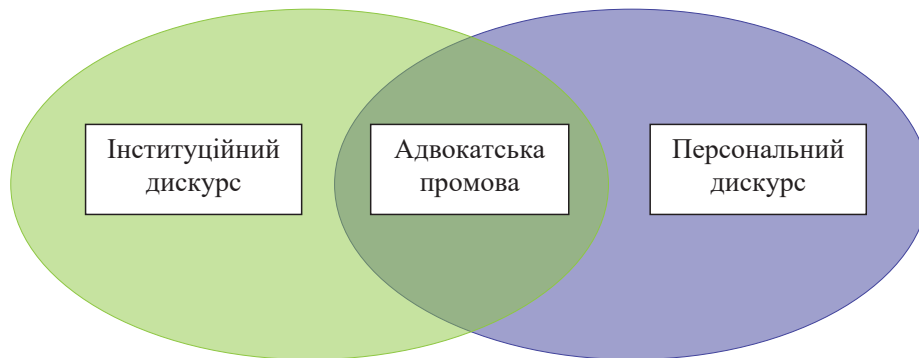 Інституційний
дискурс
Адвокатська
промова
Персональний
дискурс